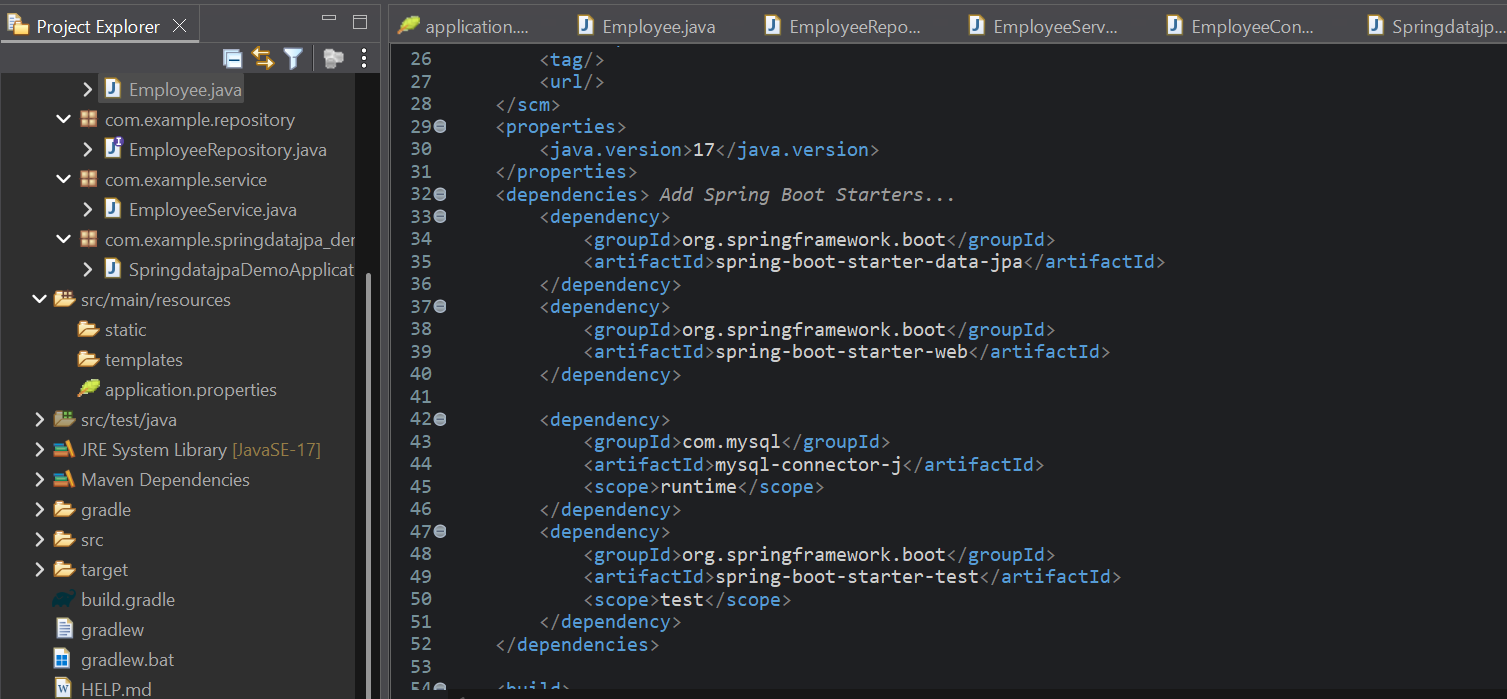 Project Explorer
Employee.java
com.example.repository
EmployeeRepository.java
com.example.service
EmployeeService.java
com.example.springdatajpa_der
SpringdatajpaDemoApplicat
src/main/resources
static
templates
application.properties
src/test/java
JRE System Library [JavaSE-17]
Maven Dependencies
gradle
src
target
build.gradle
gradlew
gradlew.bat
HELP.md
application.... Employee.java EmployeeRepo... EmployeeServ... EmployeeCon... Springdatajp...
26 <tag/>
27 <url/>
28 </scm>
29 <properties>
30 <java.version>17</java.version>
31 </properties>
32 <dependencies> Add Spring Boot Starters...
33 <dependency>
34 <groupId>org.springframework.boot</groupId>
35 <artifactId>spring-boot-starter-data-jpa</artifactId>
36 </dependency>
37 <dependency>
38 <groupId>org.springframework.boot</groupId>
39 <artifactId>spring-boot-starter-web</artifactId>
40 </dependency>
41
42 <dependency>
43 <groupId>com.mysql</groupId>
44 <artifactId>mysql-connector-j</artifactId>
45 <scope>runtime</scope>
46 </dependency>
47 <dependency>
48 <groupId>org.springframework.boot</groupId>
49 <artifactId>spring-boot-starter-test</artifactId>
50 <scope>test</scope>
51 </dependency>
52 </dependencies>
53
54 <build>